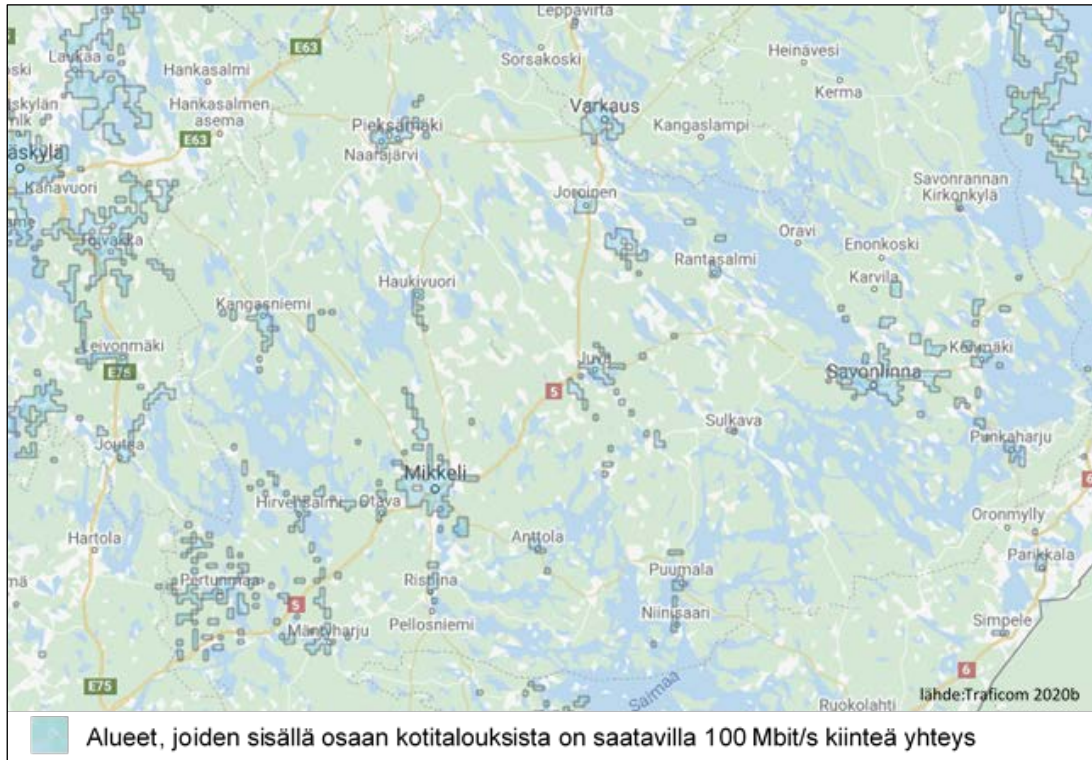 Leppävirta
E63
Laukaa
Sorsakoski
Heinävesi
Hankasalmi
Kerma
Hankasalmen
asema
Varkaus
E63
Pieksämäki
Kangaslampi
Naarajärvi
Kanavuori
Savonrannan
Kirkonkylä
Joroinen
Toivakka
Oravi
Enonkoski
Rantasalmi
Haukivuori
Karvila
Kangasniemi
Leivonmäki
Juva
Kerimäki
E75
Savonlinna
5
Sulkava
Joutsa
Punkaharju
Mikkeli
6
Hirvensalmi
Otava
Oronmylly
Hartola
Anttola
Parikkala
Pertunmaa
Ristiina
Puumala
5
Mäntyharju
Pellosniemi
Niinisaari
Simpele
E75
Saimaa
6
Ruokolahti
lähde:Traficom 2020b
Alueet, joiden sisällä osaan kotitalouksista on saatavilla 100 Mbit/s kiinteä yhteys